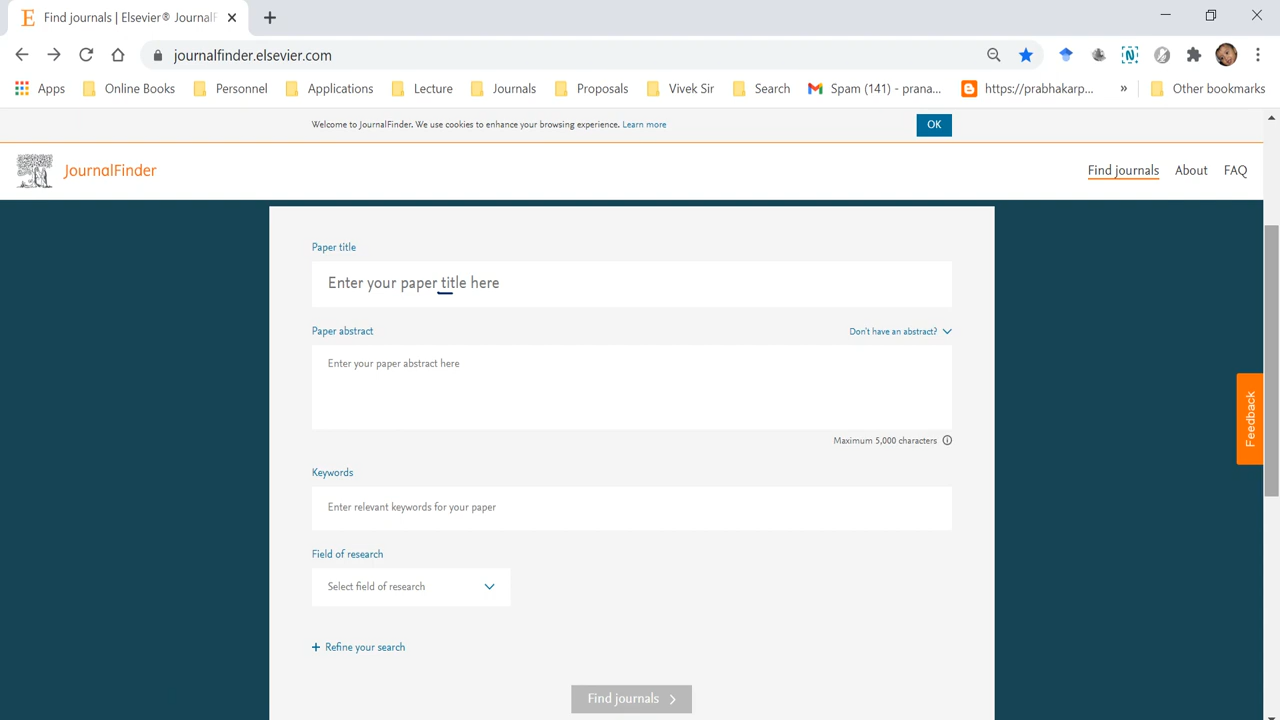 Find journals | Elsevier® JournalF
journalfinder.elsevier.com
Apps Online Books Personnel Applications Lecture Journals Proposals Vivek Sir Search Spam (141) - prana... https://prabhakarp... » Other bookmarks
Welcome to JournalFinder. We use cookies to enhance your browsing experience. Learn more OK
JournalFinder Find journals About FAQ
Paper title
Enter your paper title here
Paper abstract Don't have an abstract?
Enter your paper abstract here
Maximum 5,000 characters
Feedback
Keywords
Enter relevant keywords for your paper
Field of research
Select field of research
+ Refine your search
Find journals